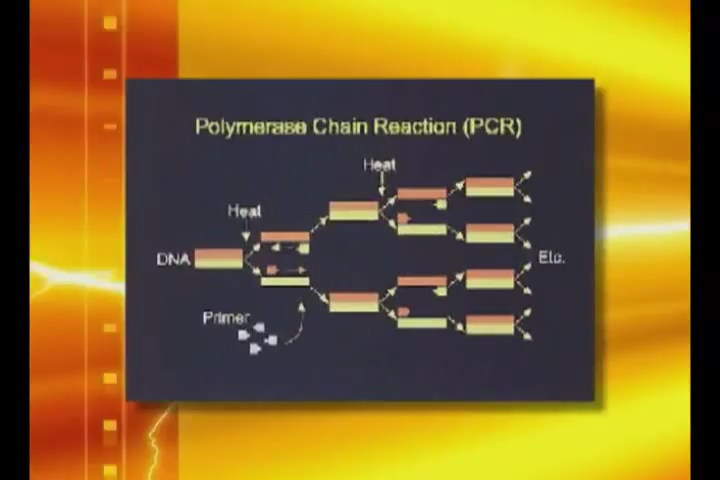 Polymerase Chain Reaction (PCR)
Heat
Heat
DNA
Etc.
Primer